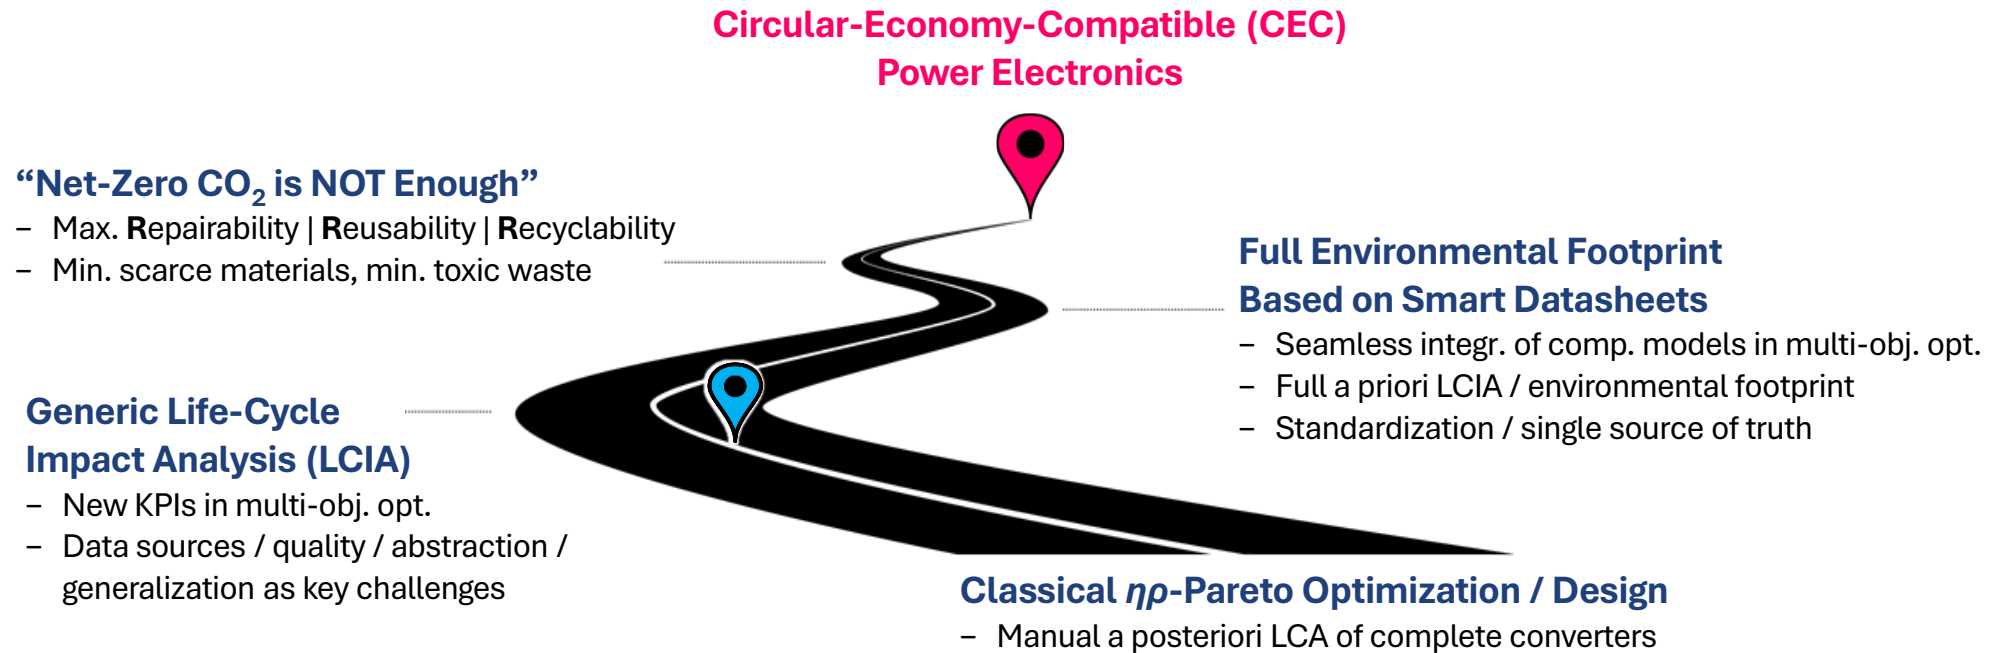 Circular-Economy-Compatible (CEC)
Power Electronics
“Net-Zero CO₂ is NOT Enough”
– Max. Repairability | Reusability | Recyclability
– Min. scarce materials, min. toxic waste
Full Environmental Footprint
Based on Smart Datasheets
– Seamless integr. of comp. models in multi-obj. opt.
– Full a priori LCIA / environmental footprint
– Standardization / single source of truth
Generic Life-Cycle
Impact Analysis (LCIA)
– New KPIs in multi-obj. opt.
– Data sources / quality / abstraction /
generalization as key challenges
Classical ηρ-Pareto Optimization / Design
– Manual a posteriori LCA of complete converters